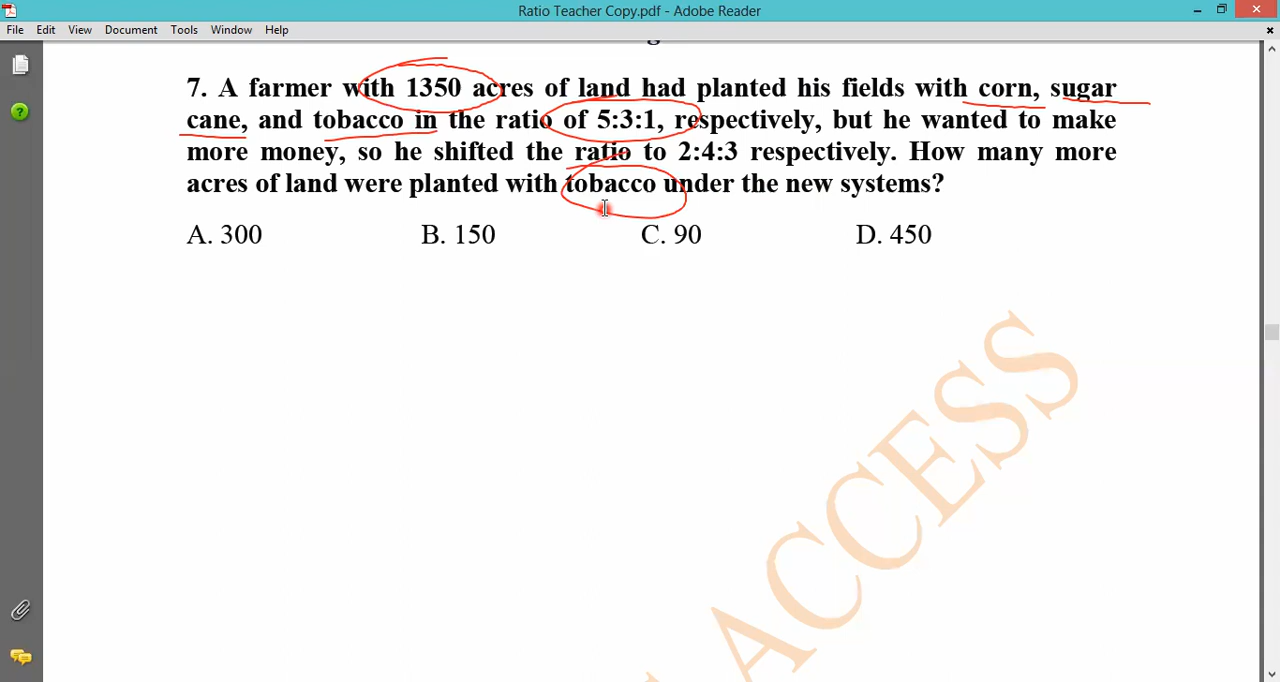 Ratio Teacher Copy.pdf - Adobe Reader
File Edit View Document Tools Window Help
7. A farmer with 1350 acres of land had planted his fields with corn, sugar
cane, and tobacco in the ratio of 5:3:1, respectively, but he wanted to make
more money, so he shifted the ratio to 2:4:3 respectively. How many more
acres of land were planted with tobacco under the new systems?
A. 300 B. 150 C. 90 D. 450
ACCESS